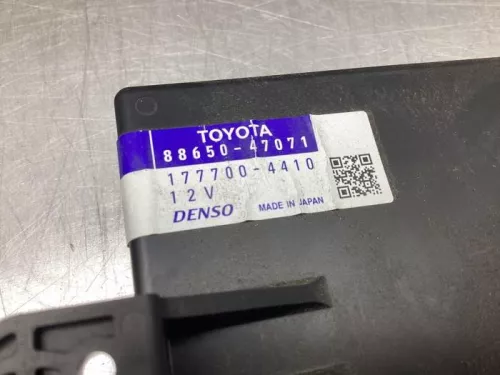 TOYOTA
88650-47071
177700-4410
12V
DENSO MADE IN JAPAN